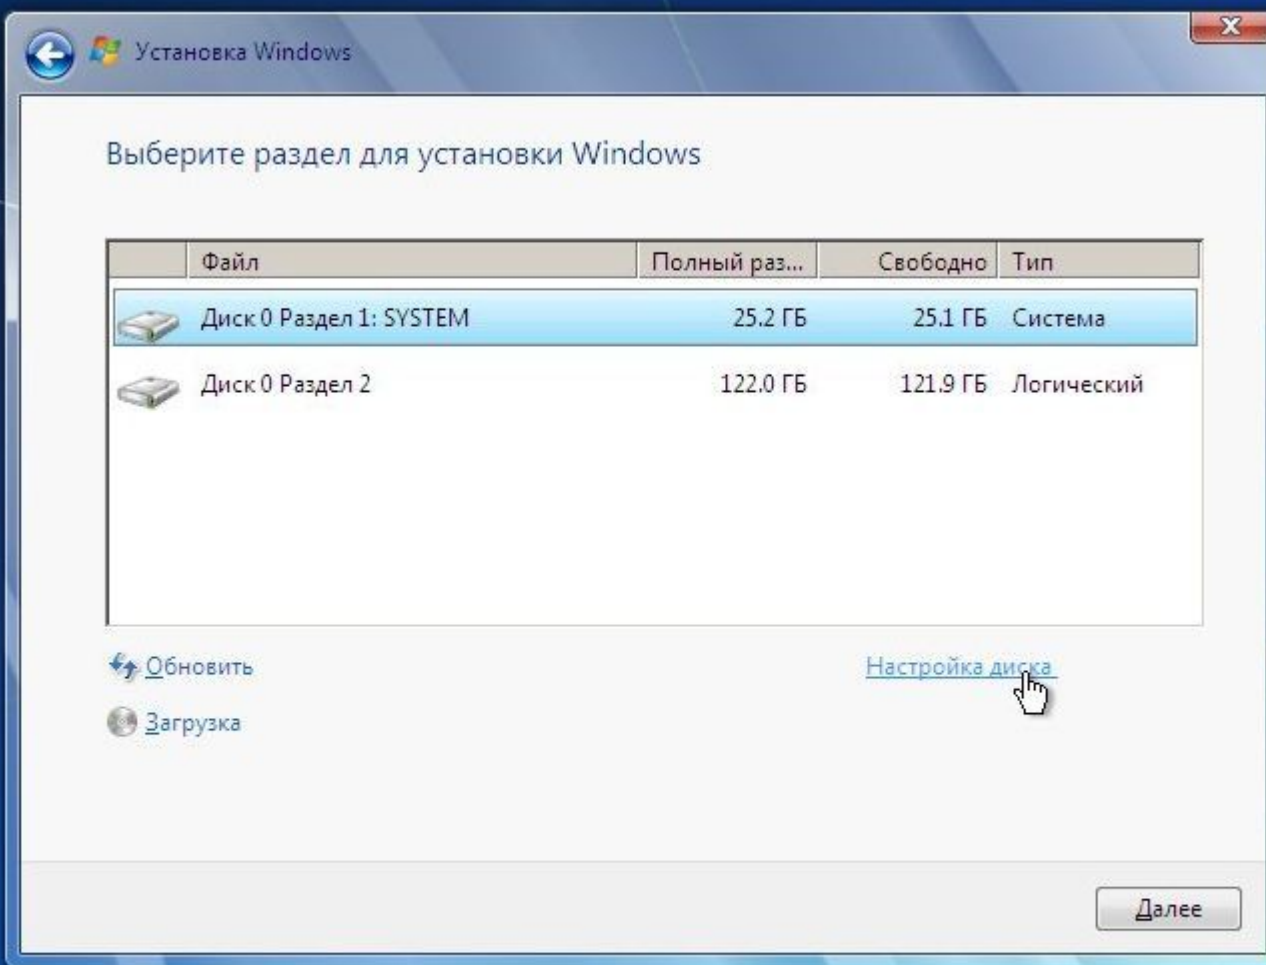 Установка Windows
Выберите раздел для установки Windows
Файл Полный раз... Свободно Тип
Диск 0 Раздел 1: SYSTEM 25.2 ГБ 25.1 ГБ Система
Диск 0 Раздел 2 122.0 ГБ 121.9 ГБ Логический
Обновить Настройка диска
Загрузка
Далее